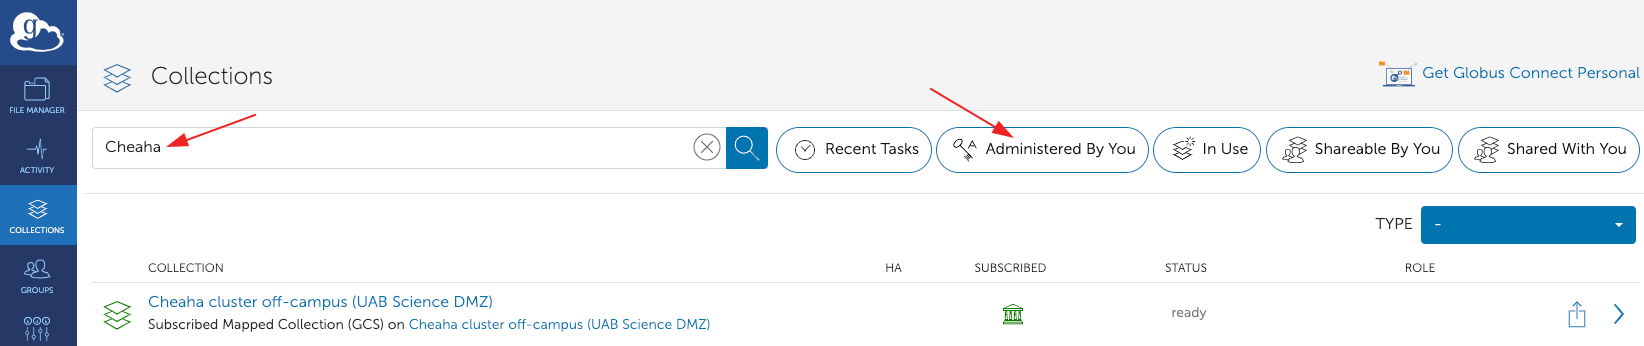 g
Collections
Get Globus Connect Personal
FILE MANAGER
Cheaha
Recent Tasks
Administered By You
In Use
Shareable By You
Shared With You
ACTIVITY
COLLECTIONS
TYPE -
COLLECTION HA SUBSCRIBED STATUS ROLE
GROUPS
Cheaha cluster off-campus (UAB Science DMZ)
ready
Subscribed Mapped Collection (GCS) on Cheaha cluster off-campus (UAB Science DMZ)